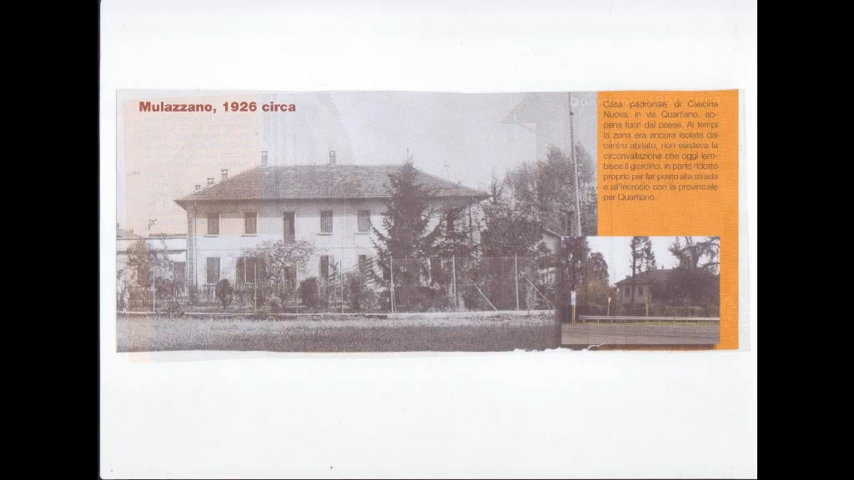 Mulazzano, 1926 circa
Casa padronale di Cascina
Nuova, in via Quartiano, ap-
pena fuori dal paese. Ai tempi
la zona era ancora isolata dal
centro abitato, non esisteva la
circonvallazione che oggi lam-
bisce il giardino, in parte ridotto
proprio per far posto alla strada
e all'incrocio con la provinciale
per Quartiano.